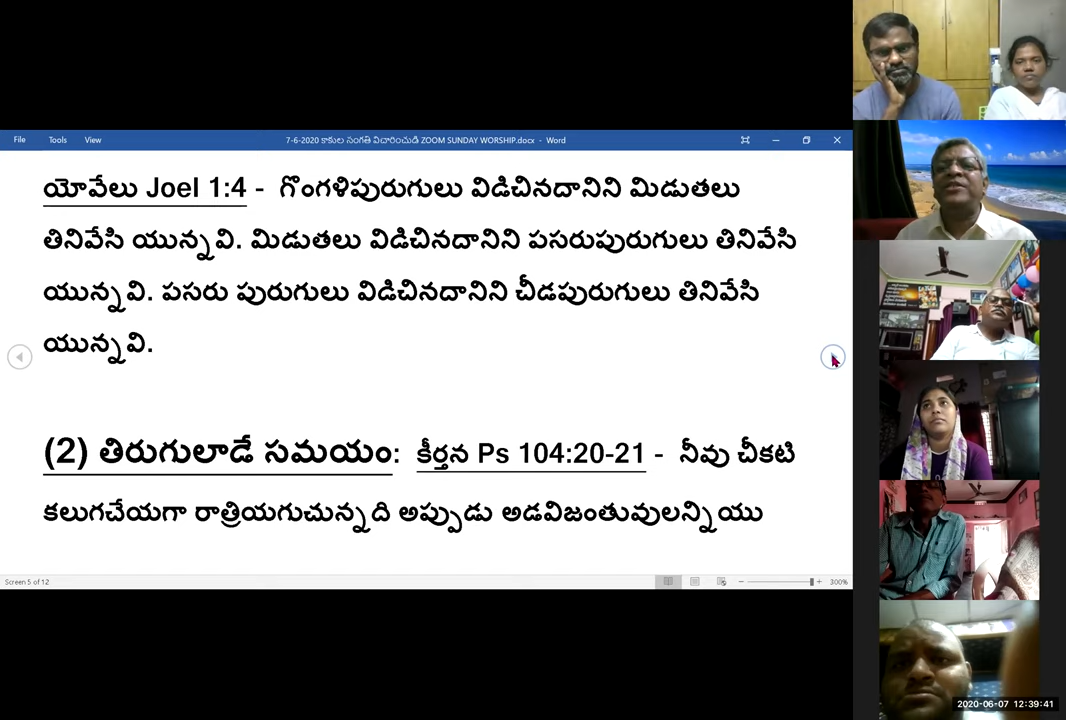 File Tools View 7-6-2020 కాకుల సంగతి విచారించుడి ZOOM SUNDAY WORSHIP.docx - Word
యోవేలు Joel 1:4 - గొంగళిపురుగులు విడిచినదానిని మిడుతలు
తినివేసి యున్నవి. మిడుతలు విడిచినదానిని పసరుపురుగులు తినివేసి
యున్నవి. పసరు పురుగులు విడిచినదానిని చీడపురుగులు తినివేసి
యున్నవి.
(2) తిరుగులాడే సమయం: కీర్తన Ps 104:20-21 - నీవు చీకటి
కలుగచేయగా రాత్రియగుచున్నది అప్పుడు అడవిజంతువులన్నియు
Screen 5 of 12 300%
2020-06-07 12:39:41